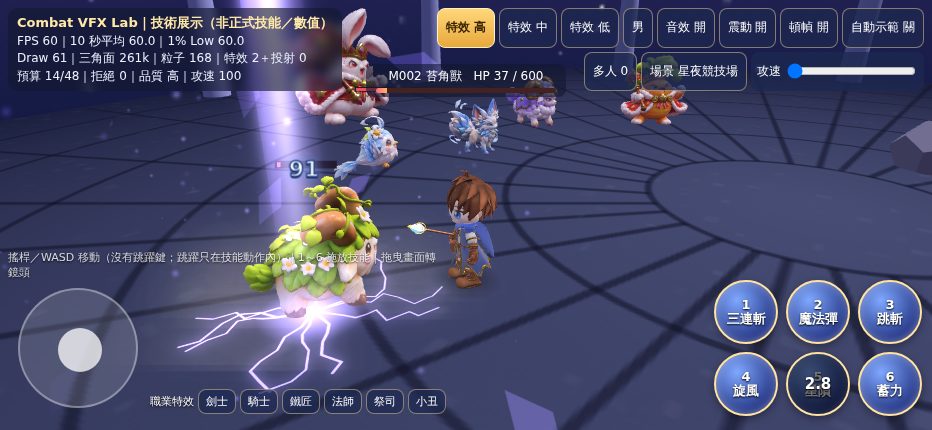 Combat VFX Lab｜技術展示（非正式技能／數值）
FPS 60｜10 秒平均 60.0｜1% Low 60.0
Draw 61｜三角面 261k｜粒子 168｜特效 2＋投射 0
預算 14/48｜拒絕 0｜品質 高｜攻速 100
特效 高
特效 中
特效 低
男
音效 開
震動 開
頓幀 開
自動示範 關
多人 0
場景 星夜競技場
攻速
M002 苔角獸 HP 37 / 600
91
搖桿／WASD 移動（沒有跳躍鍵；跳躍只在技能動作內）｜1～6 施放技能｜拖曳畫面轉
鏡頭
1
三連斬
2
魔法彈
3
跳斬
4
旋風
2.8
6
蓄力
職業特效
劍士
騎士
鐵匠
法師
祭司
小丑